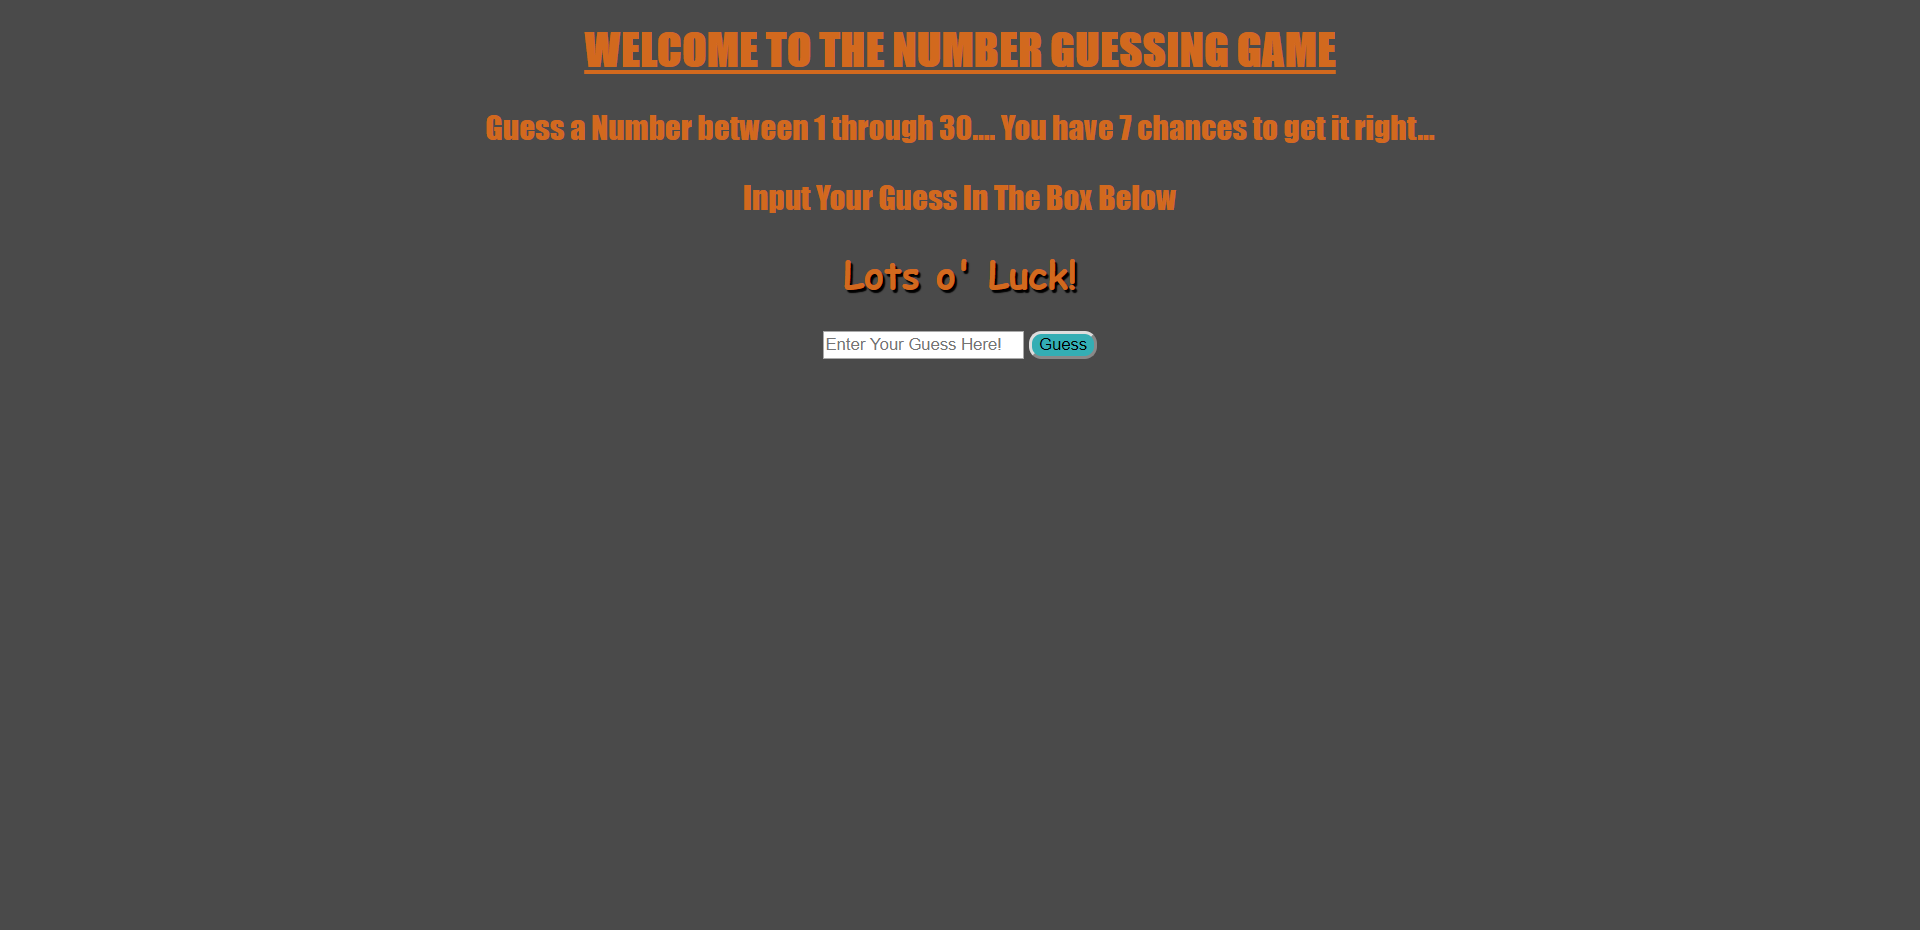 WELCOME TO THE NUMBER GUESSING GAME
Guess a Number between 1 through 30.... You have 7 chances to get it right...
Input Your Guess In The Box Below
Lots o' Luck!
Enter Your Guess Here! Guess